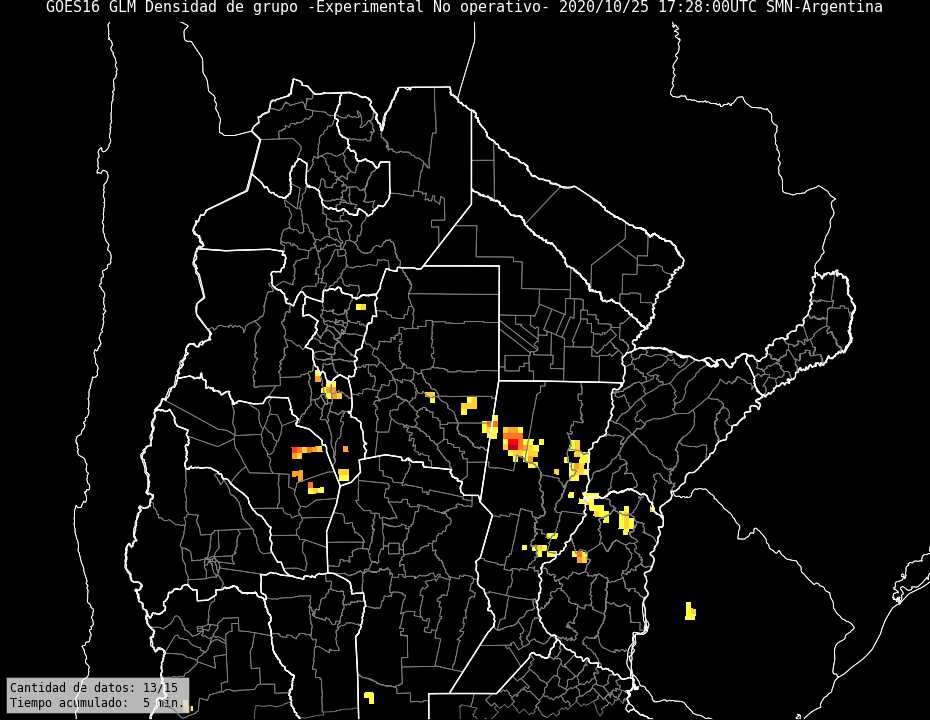 GOES16 GLM Densidad de grupo -Experimental No operativo- 2020/10/25 17:28:00UTC SMN-Argentina
Cantidad de datos: 13/15
Tiempo acumulado: 5 min.